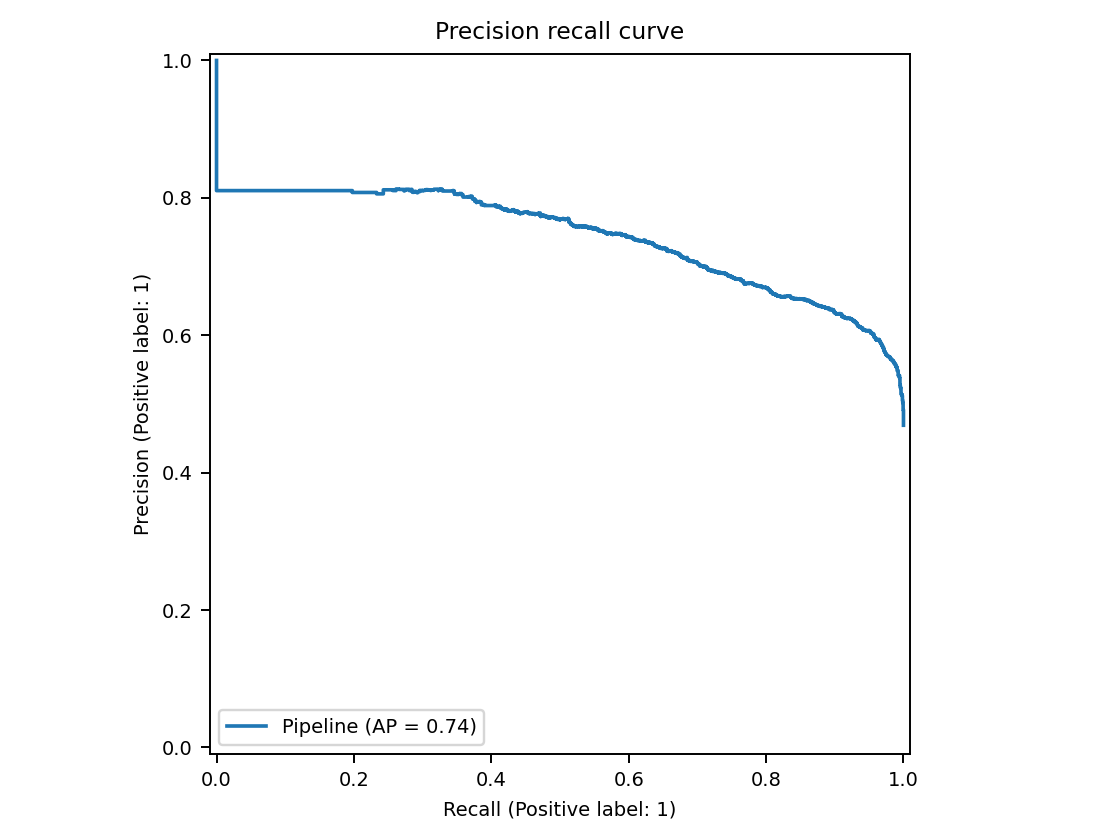 Precision recall curve
1.0
0.8
0.6
0.4
0.2
0.0
Precision (Positive label: 1)
Pipeline (AP = 0.74)
0.0 0.2 0.4 0.6 0.8 1.0
Recall (Positive label: 1)